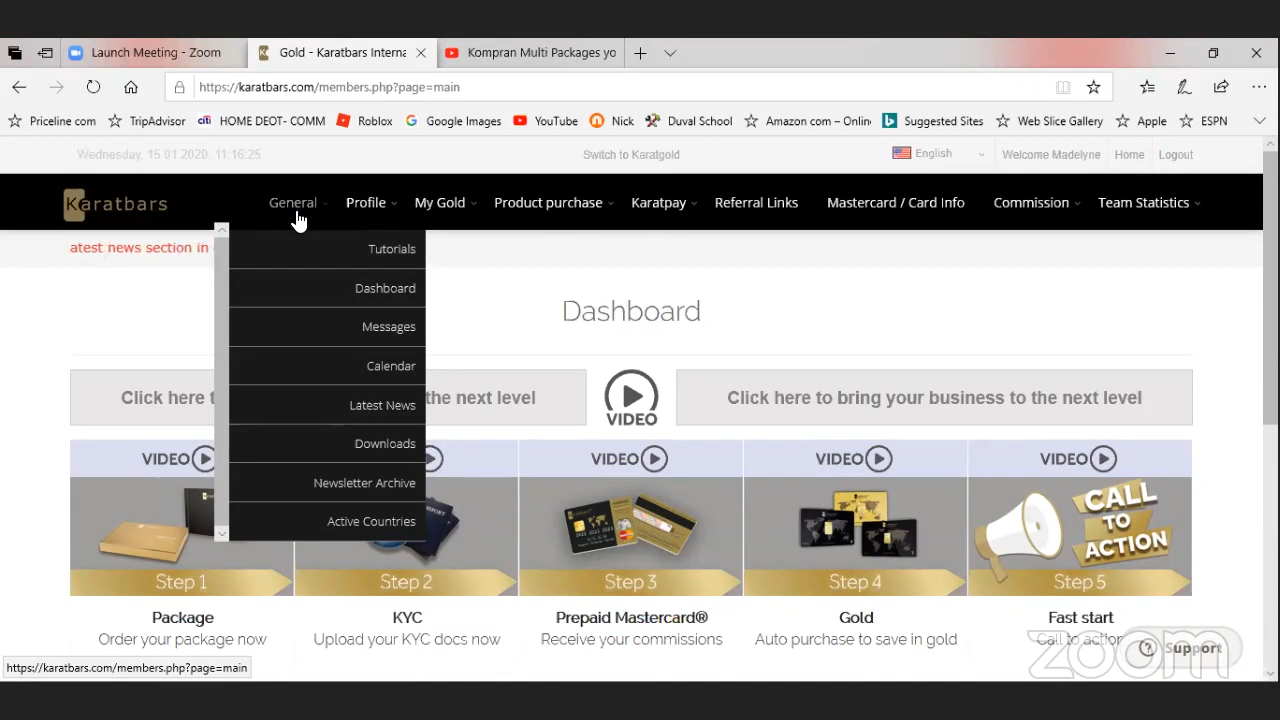 Launch Meeting - Zoom
Gold - Karatbars Interna
Kompran Multi Packages yo
https://karatbars.com/members.php?page=main
Priceline com
TripAdvisor
citi HOME DEOT- COMM
Roblox
Google Images
YouTube
Nick
Duval School
Amazon com – Onlin
Suggested Sites
Web Slice Gallery
Apple
ESPN
Wednesday, 15.01.2020, 11:16:25
Switch to Karatgold
English
Welcome Madelyne
Home
Logout
Karatbars
General
Profile
My Gold
Product purchase
Karatpay
Referral Links
Mastercard / Card Info
Commission
Team Statistics
atest news section in
Tutorials
Dashboard
Messages
Calendar
Latest News
Downloads
Newsletter Archive
Active Countries
Dashboard
Click here t
the next level
VIDEO
Click here to bring your business to the next level
VIDEO
VIDEO
VIDEO
VIDEO
CALL TO ACTION
Step 1
Step 2
Step 3
Step 4
Step 5
Package
KYC
Prepaid Mastercard®
Gold
Fast start
Order your package now
Upload your KYC docs now
Receive your commissions
Auto purchase to save in gold
Call to action
zoom
Support
https://karatbars.com/members.php?page=main